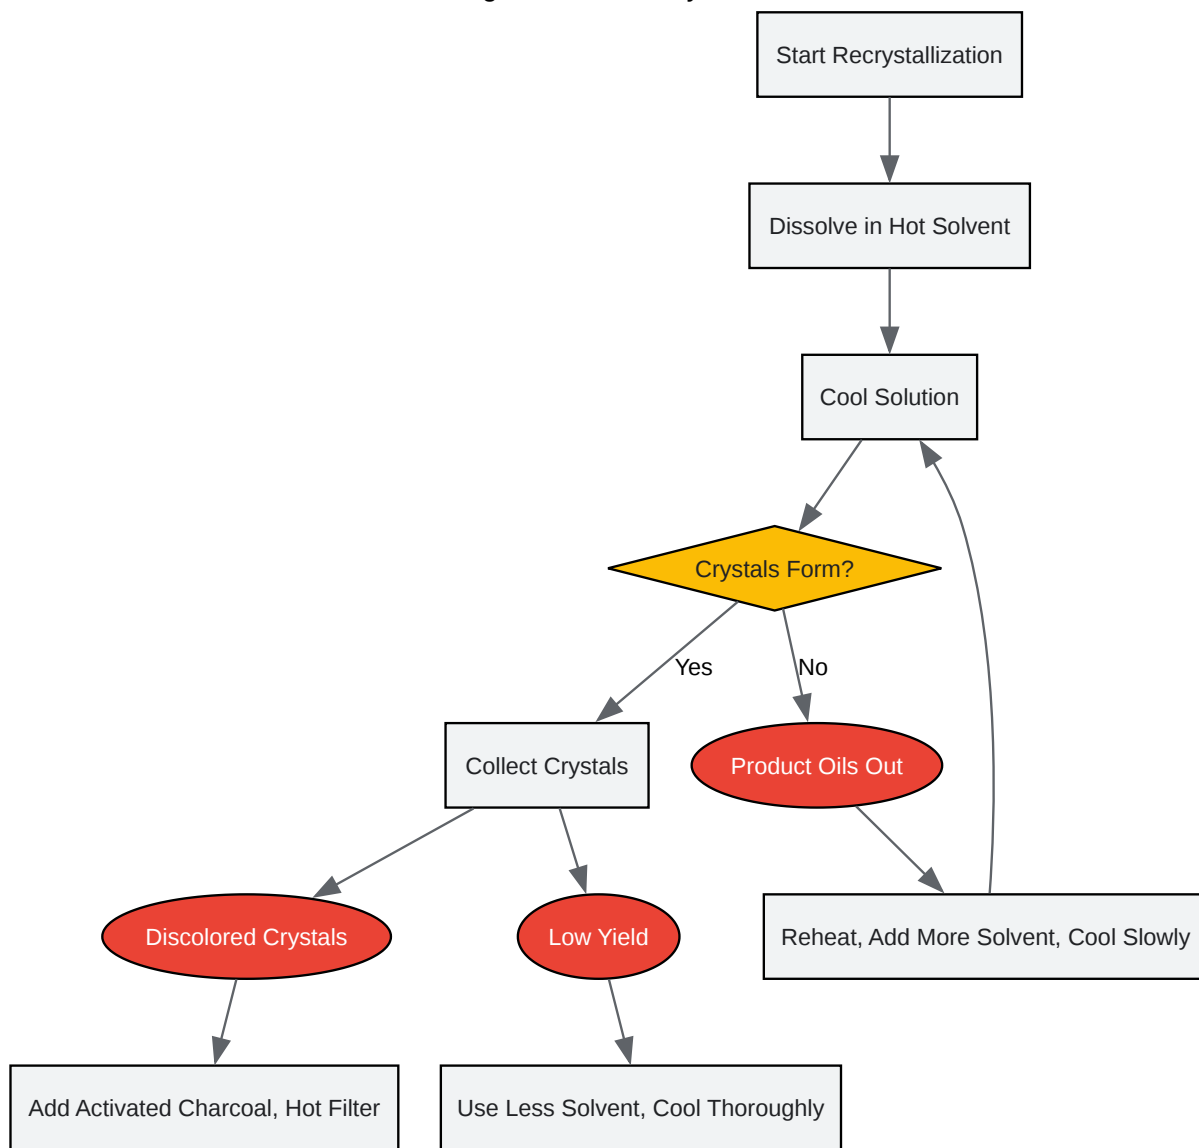 Start Recrystallization
Dissolve in Hot Solvent
Cool Solution
Crystals Form?
Yes
No
Collect Crystals
Product Oils Out
Discolored Crystals
Low Yield
Reheat, Add More Solvent, Cool Slowly
Add Activated Charcoal, Hot Filter
Use Less Solvent, Cool Thoroughly